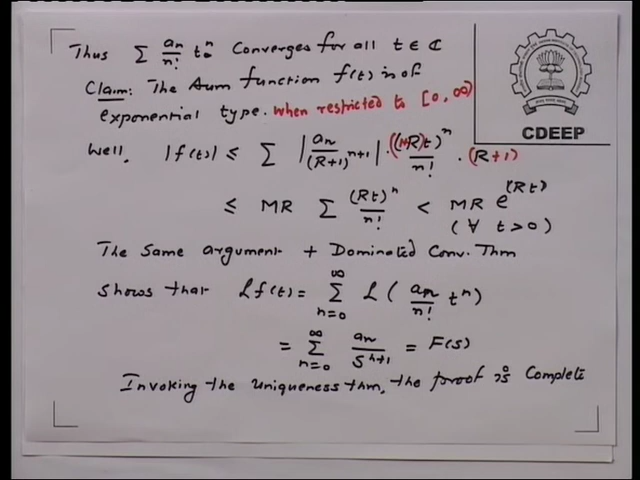 Thus Σ an/n! t^n Converges for all t ∈ ℂ
Claim: The Sum function f(t) is of
exponential type. when restricted to [0, ∞)
CDEEP
Well, |f(t)| ≤ Σ |an/(R+1)^n+1| · ((1+R)t)^n/n! · (R+1)
≤ MR Σ (Rt)^n/n! < MR e^(Rt)
(∀ t > 0)
The Same argument + Dominated Conv. Thm
Shows that ℒf(t) = Σ n=0 ∞ ℒ( an/n! t^n )
= Σ n=0 ∞ an/s^n+1 = F(s)
Invoking the uniqueness thm, the proof is Complete